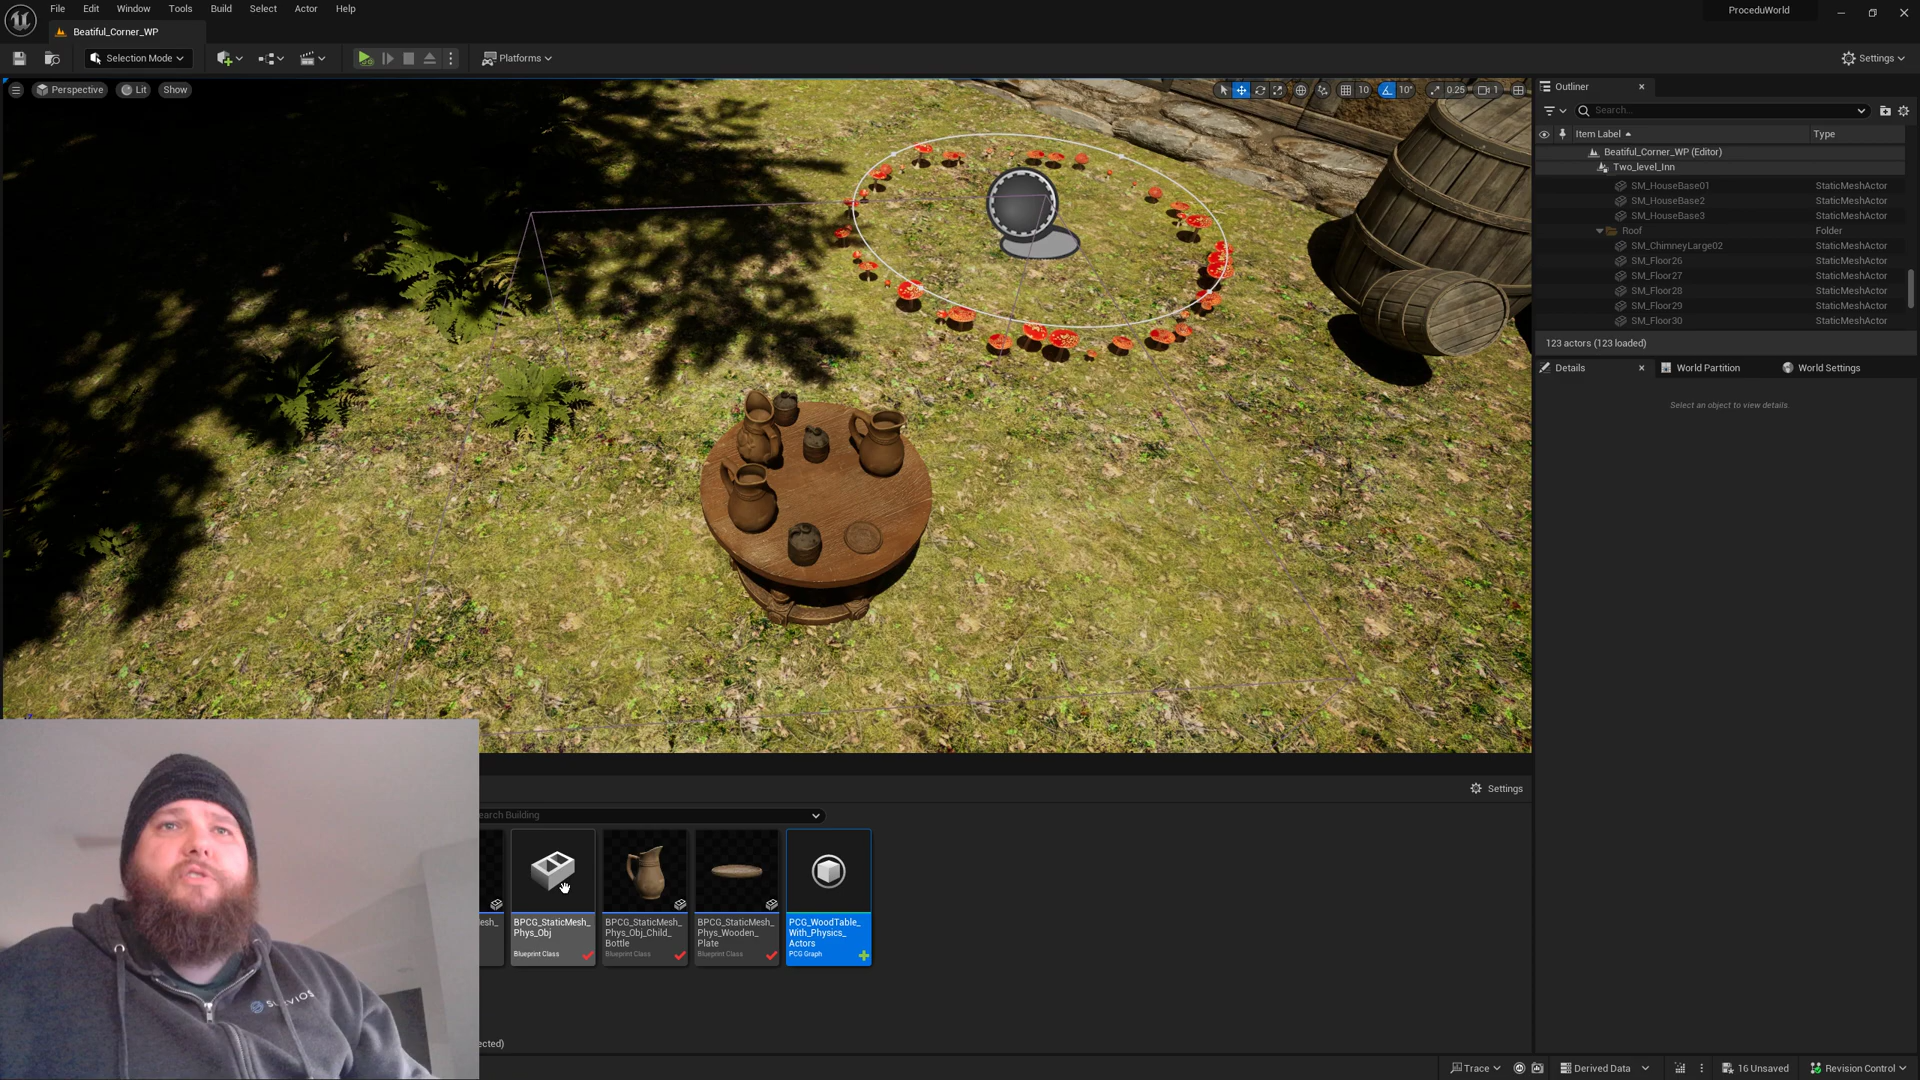 File Edit Window Tools Build Select Actor Help
ProceduWorld
Beatiful_Corner_WP
Selection Mode
Platforms
Settings
Perspective Lit Show
10 10° 0.25 1
Outliner
Search...
Item Label Type
Beatiful_Corner_WP (Editor)
Two_level_Inn
SM_HouseBase01 StaticMeshActor
SM_HouseBase2 StaticMeshActor
SM_HouseBase3 StaticMeshActor
Roof Folder
SM_ChimneyLarge02 StaticMeshActor
SM_Floor26 StaticMeshActor
SM_Floor27 StaticMeshActor
SM_Floor28 StaticMeshActor
SM_Floor29 StaticMeshActor
SM_Floor30 StaticMeshActor
123 actors (123 loaded)
Details World Partition World Settings
Select an object to view details.
Settings
earch Building
BPCG_StaticMesh_
Phys_Obj
Blueprint Class
BPCG_StaticMesh_
Phys_Obj_Child_
Bottle
Blueprint Class
BPCG_StaticMesh_
Phys_Wooden_
Plate
Blueprint Class
PCG_WoodTable_
With_Physics_
Actors
PCG Graph
ected)
Trace Derived Data 16 Unsaved Revision Control